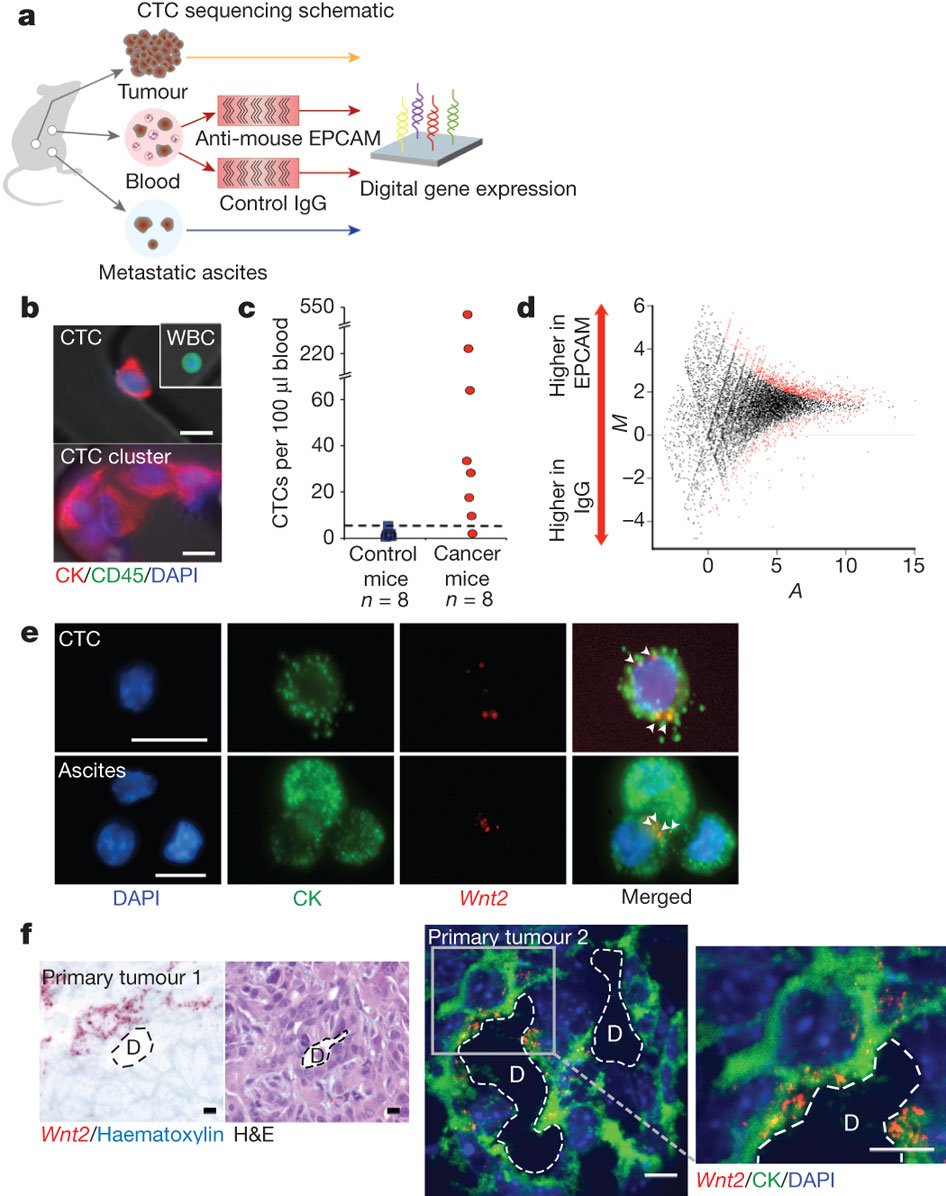 a
CTC sequencing schematic
Tumour
Anti-mouse EPCAM
Blood
Control IgG
Digital gene expression
Metastatic ascites
b
CTC
WBC
CTC cluster
CK/CD45/DAPI
c
CTCs per 100 µl blood
550
220
60
40
20
0
Control
mice
n = 8
Cancer
mice
n = 8
d
Higher in
EPCAM
Higher in
IgG
M
6
4
2
0
−2
−4
0
5
10
15
A
e
CTC
Ascites
DAPI
CK
Wnt2
Merged
f
Primary tumour 1
D
D
Wnt2/Haematoxylin
H&E
Primary tumour 2
D
D
D
Wnt2/CK/DAPI